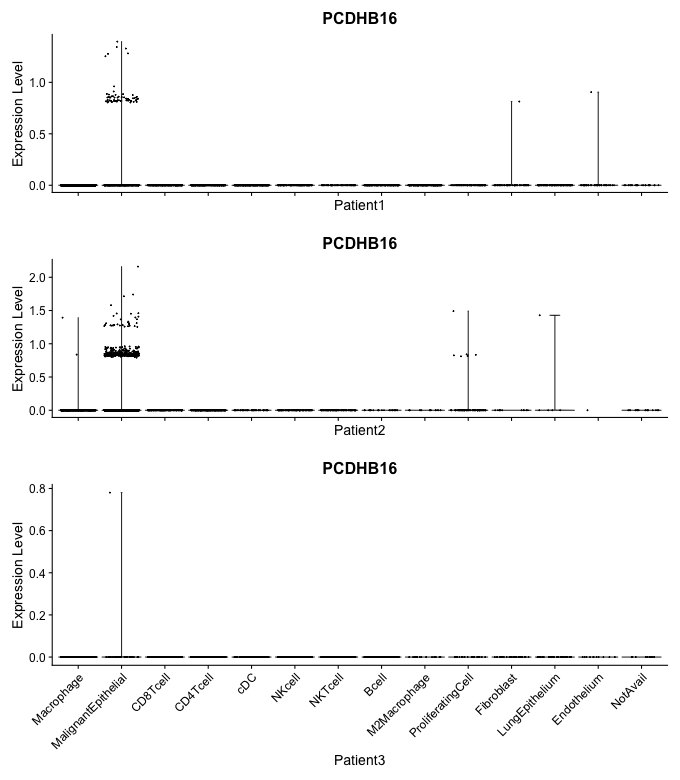 PCDHB16
Expression Level
1.0
0.5
0.0
Patient1
PCDHB16
Expression Level
2.0
1.5
1.0
0.5
0.0
Patient2
PCDHB16
Expression Level
0.8
0.6
0.4
0.2
0.0
Macrophage
MalignantEpithelial
CD8Tcell
CD4Tcell
cDC
NKcell
NKTcell
Bcell
M2Macrophage
ProliferatingCell
Fibroblast
LungEpithelium
Endothelium
NotAvail
Patient3